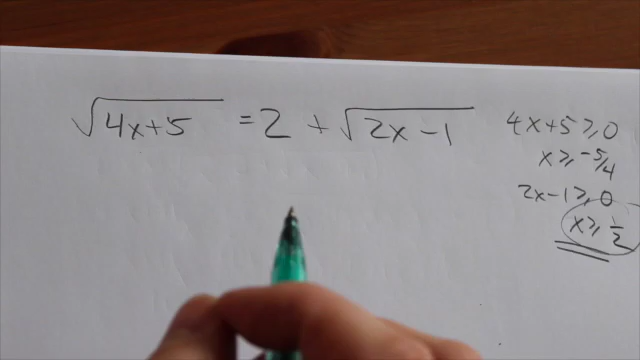 √4x+5 = 2 + √2x-1
4x+5 ≥ 0
x ≥ -5/4
2x-1 ≥ 0
x ≥ 1/2